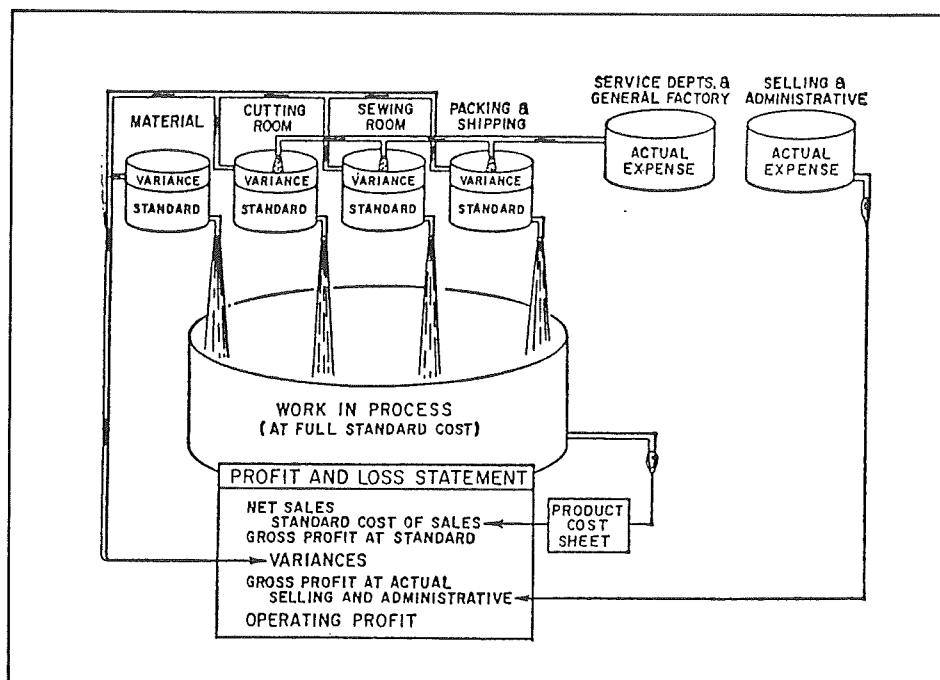 SERVICE DEPTS. &
GENERAL FACTORY
SELLING &
ADMINISTRATIVE
MATERIAL
CUTTING
ROOM
SEWING
ROOM
PACKING &
SHIPPING
ACTUAL
EXPENSE
ACTUAL
EXPENSE
VARIANCE
STANDARD
VARIANCE
STANDARD
VARIANCE
STANDARD
VARIANCE
STANDARD
WORK IN PROCESS
(AT FULL STANDARD COST)
PROFIT AND LOSS STATEMENT
NET SALES
STANDARD COST OF SALES
GROSS PROFIT AT STANDARD
VARIANCES
GROSS PROFIT AT ACTUAL
SELLING AND ADMINISTRATIVE
OPERATING PROFIT
PRODUCT
COST
SHEET